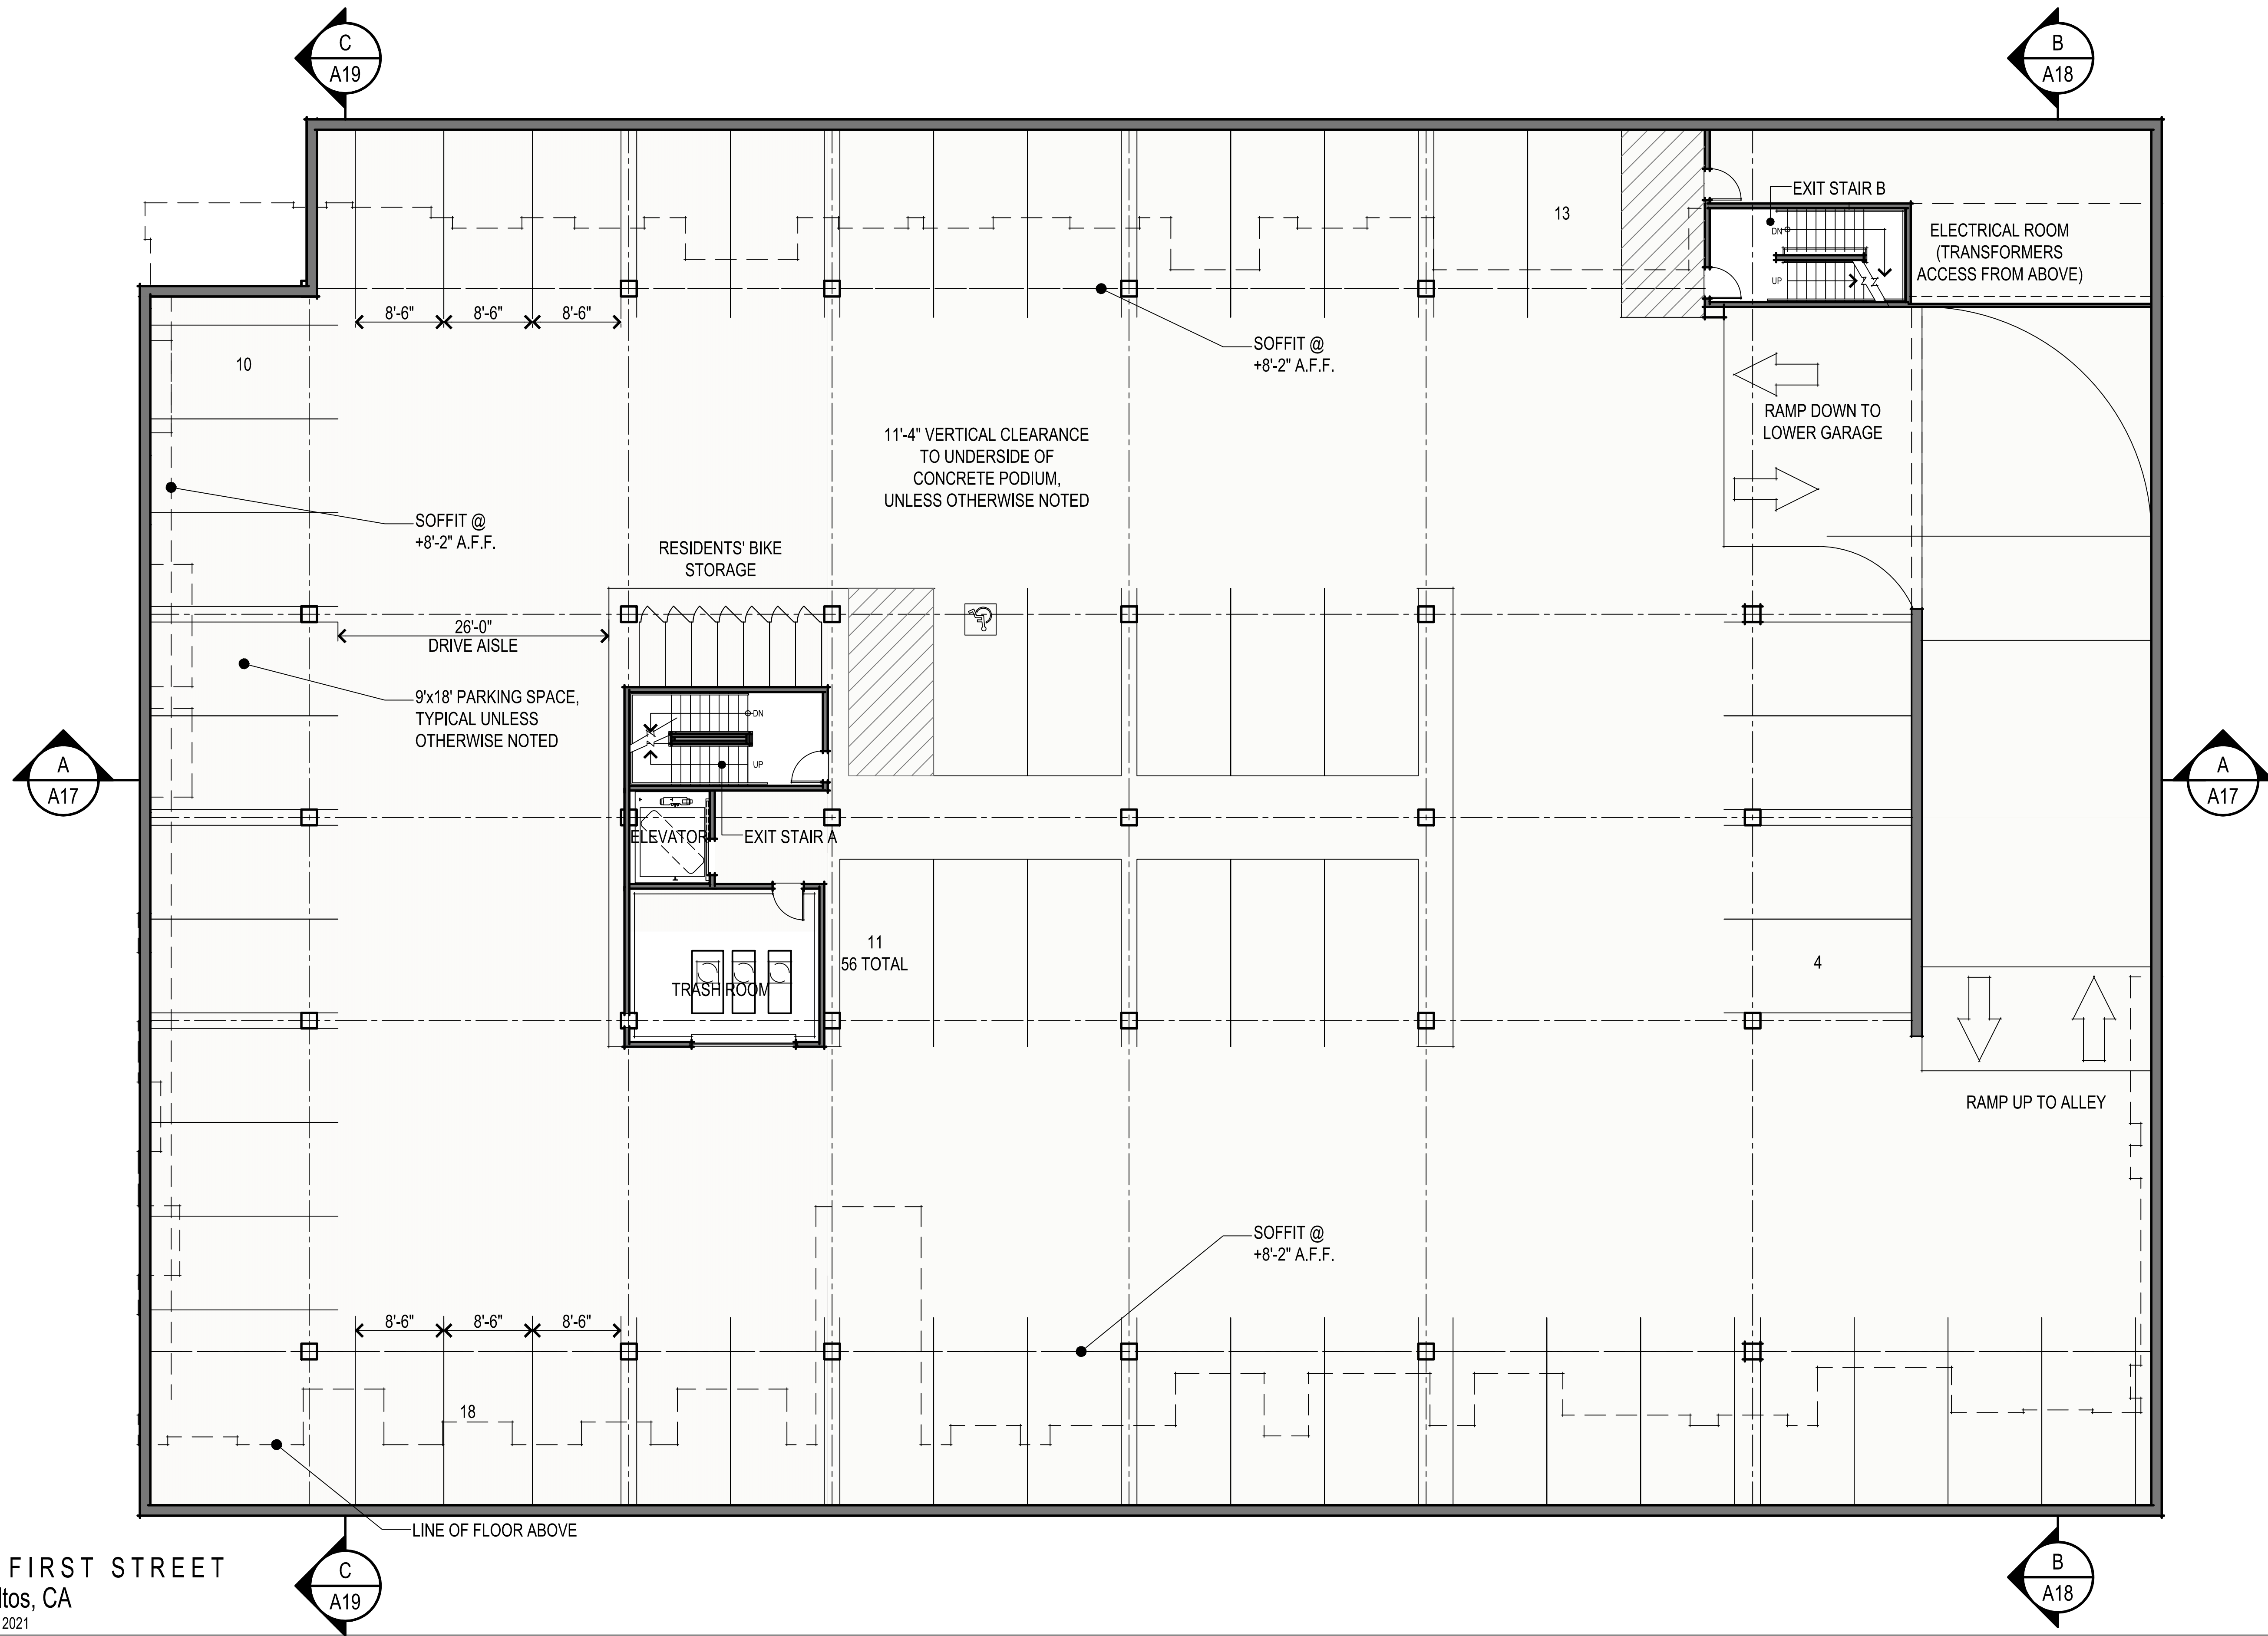 C
A19
B
A18
EXIT STAIR B
13
DN
UP
ELECTRICAL ROOM
(TRANSFORMERS
ACCESS FROM ABOVE)
8'-6"
8'-6"
8'-6"
SOFFIT @
+8'-2" A.F.F.
10
RAMP DOWN TO
LOWER GARAGE
11'-4" VERTICAL CLEARANCE
TO UNDERSIDE OF
CONCRETE PODIUM,
UNLESS OTHERWISE NOTED
SOFFIT @
+8'-2" A.F.F.
RESIDENTS' BIKE
STORAGE
26'-0"
DRIVE AISLE
9'x18' PARKING SPACE,
TYPICAL UNLESS
OTHERWISE NOTED
DN
UP
A
A17
A
A17
ELEVATOR
EXIT STAIR A
11
56 TOTAL
TRASH ROOM
4
RAMP UP TO ALLEY
SOFFIT @
+8'-2" A.F.F.
8'-6"
8'-6"
8'-6"
18
LINE OF FLOOR ABOVE
FIRST STREET
ltos, CA
2021
C
A19
B
A18